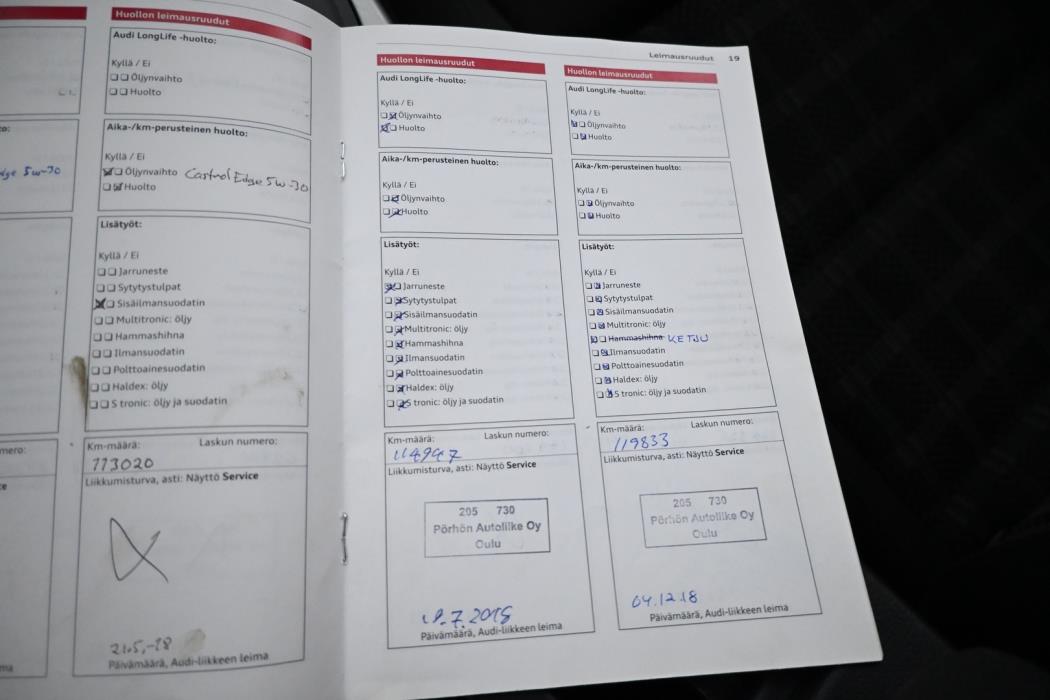 Huollon leimausruudut
Audi LongLife -huolto:
Kyllä / Ei
Öljynvaihto
Huolto
Aika-/km-perusteinen huolto:
Kyllä / Ei
Öljynvaihto Castrol Edge 5w-30
Huolto
Lisätyöt:
Kyllä / Ei
Jarruneste
Sytytystulpat
Sisäilmansuodatin
Multitronic: öljy
Hammashihna
Ilmansuodatin
Polttoainesuodatin
Haldex: öljy
S tronic: öljy ja suodatin
Km-määrä: Laskun numero:
113020
Liikkumisturva, asti: Näyttö Service
21.5.-18
Päivämäärä, Audi-liikkeen leima
5w-30
Leimausruudut 19
Huollon leimausruudut
Audi LongLife -huolto:
Kyllä / Ei
Öljynvaihto
Huolto
Aika-/km-perusteinen huolto:
Kyllä / Ei
Öljynvaihto
Huolto
Lisätyöt:
Kyllä / Ei
Jarruneste
Sytytystulpat
Sisäilmansuodatin
Multitronic: öljy
Hammashihna
Ilmansuodatin
Polttoainesuodatin
Haldex: öljy
S tronic: öljy ja suodatin
Km-määrä: Laskun numero:
114947
Liikkumisturva, asti: Näyttö Service
205 730
Pörhön Autoliike Oy
Oulu
Päivämäärä, Audi-liikkeen leima
Huollon leimausruudut
Audi LongLife -huolto:
Kyllä / Ei
Öljynvaihto
Huolto
Aika-/km-perusteinen huolto:
Kyllä / Ei
Öljynvaihto
Huolto
Lisätyöt:
Kyllä / Ei
Jarruneste
Sytytystulpat
Sisäilmansuodatin
Multitronic: öljy
Hammashihna KETJU
Ilmansuodatin
Polttoainesuodatin
Haldex: öljy
S tronic: öljy ja suodatin
Km-määrä: Laskun numero:
119833
Liikkumisturva, asti: Näyttö Service
205 730
Pörhön Autoliike Oy
Oulu
04.12.18
Päivämäärä, Audi-liikkeen leima